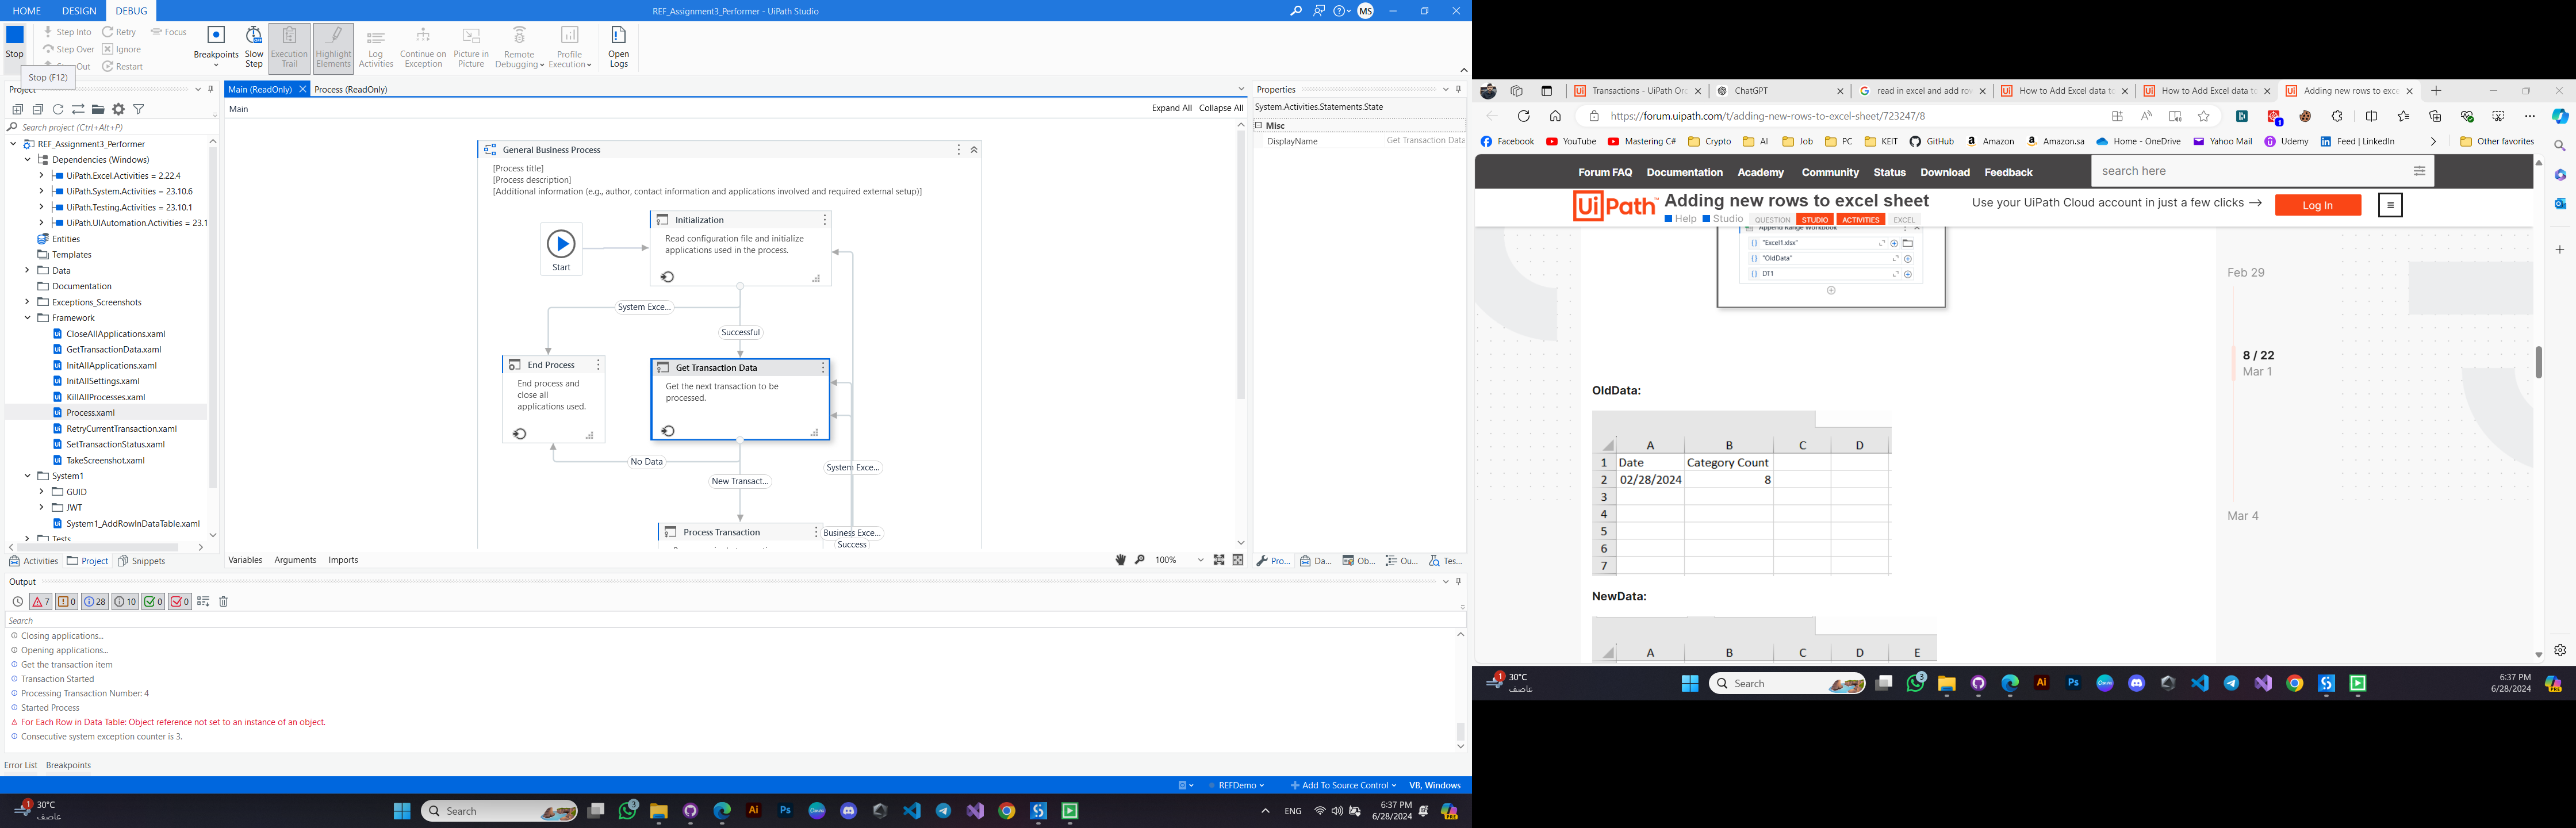 HOME DESIGN DEBUG
REF_Assignment3_Performer - UiPath Studio
MS
Stop
Step Into Retry Focus
Step Over Ignore
Out Restart
Breakpoints
Slow Step
Execution Trail
Highlight Elements
Log Activities
Continue on Exception
Picture in Picture
Remote Debugging
Profile Execution
Open Logs
Stop (F12)
Project
Search project (Ctrl+Alt+P)
REF_Assignment3_Performer
Dependencies (Windows)
UiPath.Excel.Activities = 2.22.4
UiPath.System.Activities = 23.10.6
UiPath.Testing.Activities = 23.10.1
UiPath.UIAutomation.Activities = 23.1
Entities
Templates
Data
Documentation
Exceptions_Screenshots
Framework
CloseAllApplications.xaml
GetTransactionData.xaml
InitAllApplications.xaml
InitAllSettings.xaml
KillAllProcesses.xaml
Process.xaml
RetryCurrentTransaction.xaml
SetTransactionStatus.xaml
TakeScreenshot.xaml
System1
GUID
JWT
System1_AddRowInDataTable.xaml
Tests
Activities Project Snippets
Main (ReadOnly) Process (ReadOnly)
Main
Expand All Collapse All
General Business Process
[Process title]
[Process description]
[Additional information (e.g., author, contact information and applications involved and required external setup)]
Start
Initialization
Read configuration file and initialize
applications used in the process.
System Exce...
Successful
End Process
End process and
close all
applications used.
Get Transaction Data
Get the next transaction to be
processed.
No Data
System Exce...
New Transact...
Process Transaction
Business Exce...
Success
Variables Arguments Imports
100%
Properties
System.Activities.Statements.State
Misc
DisplayName Get Transaction Data
Pro... Da... Ob... Ou... Tes...
Output
7 0 28 10 0 0
Search
Closing applications...
Opening applications...
Get the transaction item
Transaction Started
Processing Transaction Number: 4
Started Process
For Each Row in Data Table: Object reference not set to an instance of an object.
Consecutive system exception counter is 3.
Error List Breakpoints
REFDemo Add To Source Control VB, Windows
1 30°C
عاصف
Search
3
Ai Ps
ENG
6:37 PM
6/28/2024
Transactions - UiPath Orc
ChatGPT
read in excel and add ro
How to Add Excel data to
How to Add Excel data t
Adding new rows to exce
https://forum.uipath.com/t/adding-new-rows-to-excel-sheet/723247/8
1
Facebook YouTube Mastering C# Crypto AI Job PC KEIT GitHub Amazon Amazon.sa Home - OneDrive Yahoo Mail Udemy Feed | LinkedIn Other favorites
Forum FAQ Documentation Academy Community Status Download Feedback
search here
UiPath
Adding new rows to excel sheet
Help Studio QUESTION STUDIO ACTIVITIES EXCEL
Use your UiPath Cloud account in just a few clicks →
Log In
Append Range Workbook
"Excel1.xlsx"
"OldData"
DT1
Feb 29
8 / 22
Mar 1
Mar 4
OldData:
A B C D
1 Date Category Count
2 02/28/2024 8
3
4
5
6
7
NewData:
A B C D E
1 30°C
عاصف
Search
3
Ai Ps
6:37 PM
6/28/2024